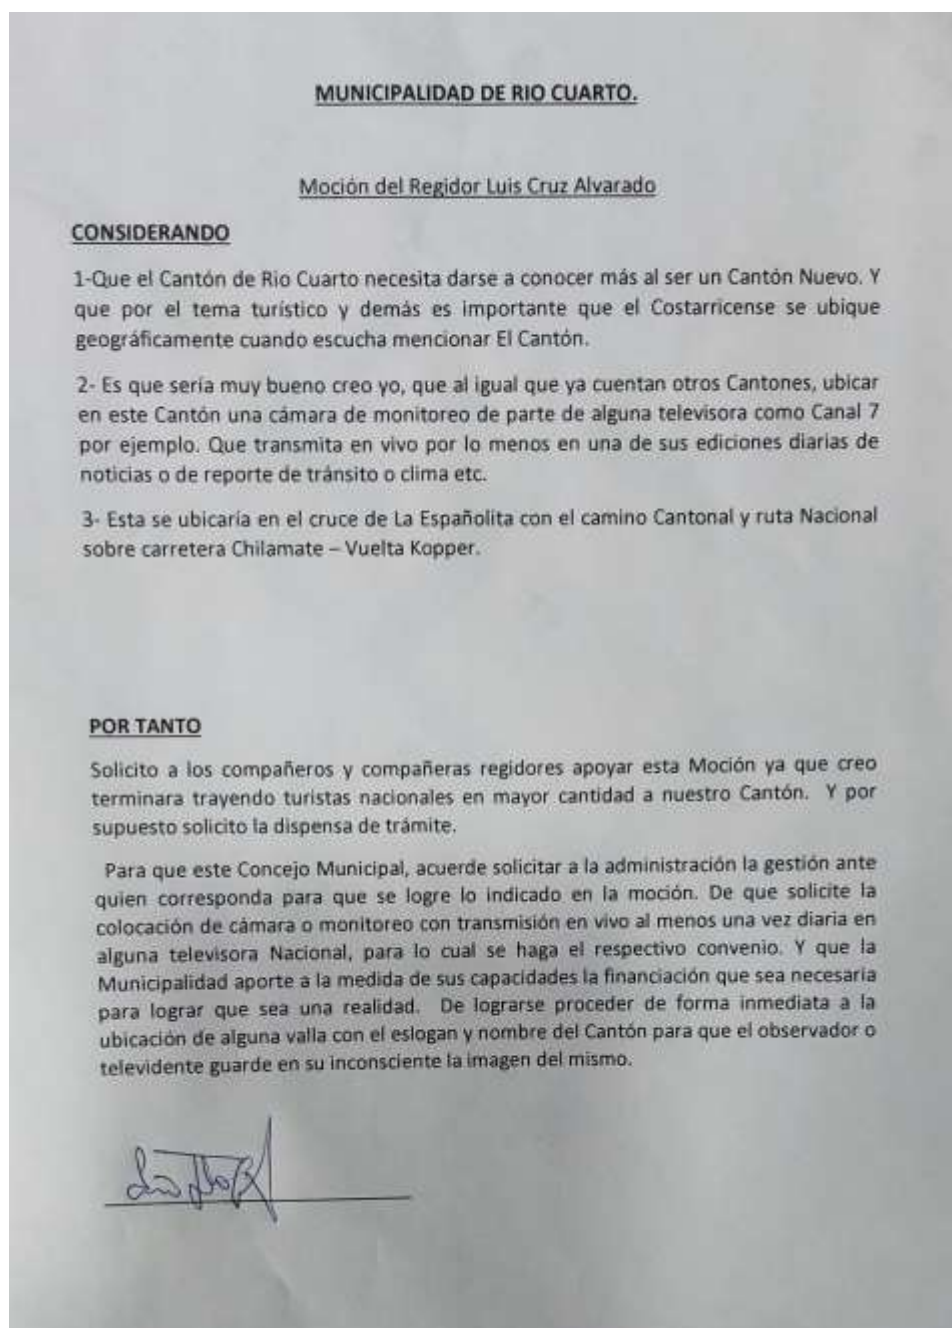 MUNICIPALIDAD DE RIO CUARTO.
Moción del Regidor Luis Cruz Alvarado
CONSIDERANDO
1-Que el Cantón de Rio Cuarto necesita darse a conocer más al ser un Cantón Nuevo. Y
que por el tema turístico y demás es importante que el Costarricense se ubique
geográficamente cuando escucha mencionar El Cantón.
2- Es que sería muy bueno creo yo, que al igual que ya cuentan otros Cantones, ubicar
en este Cantón una cámara de monitoreo de parte de alguna televisora como Canal 7
por ejemplo. Que transmita en vivo por lo menos en una de sus ediciones diarias de
noticias o de reporte de tránsito o clima etc.
3- Esta se ubicaría en el cruce de La Españolita con el camino Cantonal y ruta Nacional
sobre carretera Chilamate – Vuelta Kopper.
POR TANTO
Solicito a los compañeros y compañeras regidores apoyar esta Moción ya que creo
terminara trayendo turistas nacionales en mayor cantidad a nuestro Cantón. Y por
supuesto solicito la dispensa de trámite.
Para que este Concejo Municipal, acuerde solicitar a la administración la gestión ante
quien corresponda para que se logre lo indicado en la moción. De que solicite la
colocación de cámara o monitoreo con transmisión en vivo al menos una vez diaria en
alguna televisora Nacional, para lo cual se haga el respectivo convenio. Y que la
Municipalidad aporte a la medida de sus capacidades la financiación que sea necesaria
para lograr que sea una realidad. De lograrse proceder de forma inmediata a la
ubicación de alguna valla con el eslogan y nombre del Cantón para que el observador o
televidente guarde en su inconsciente la imagen del mismo.